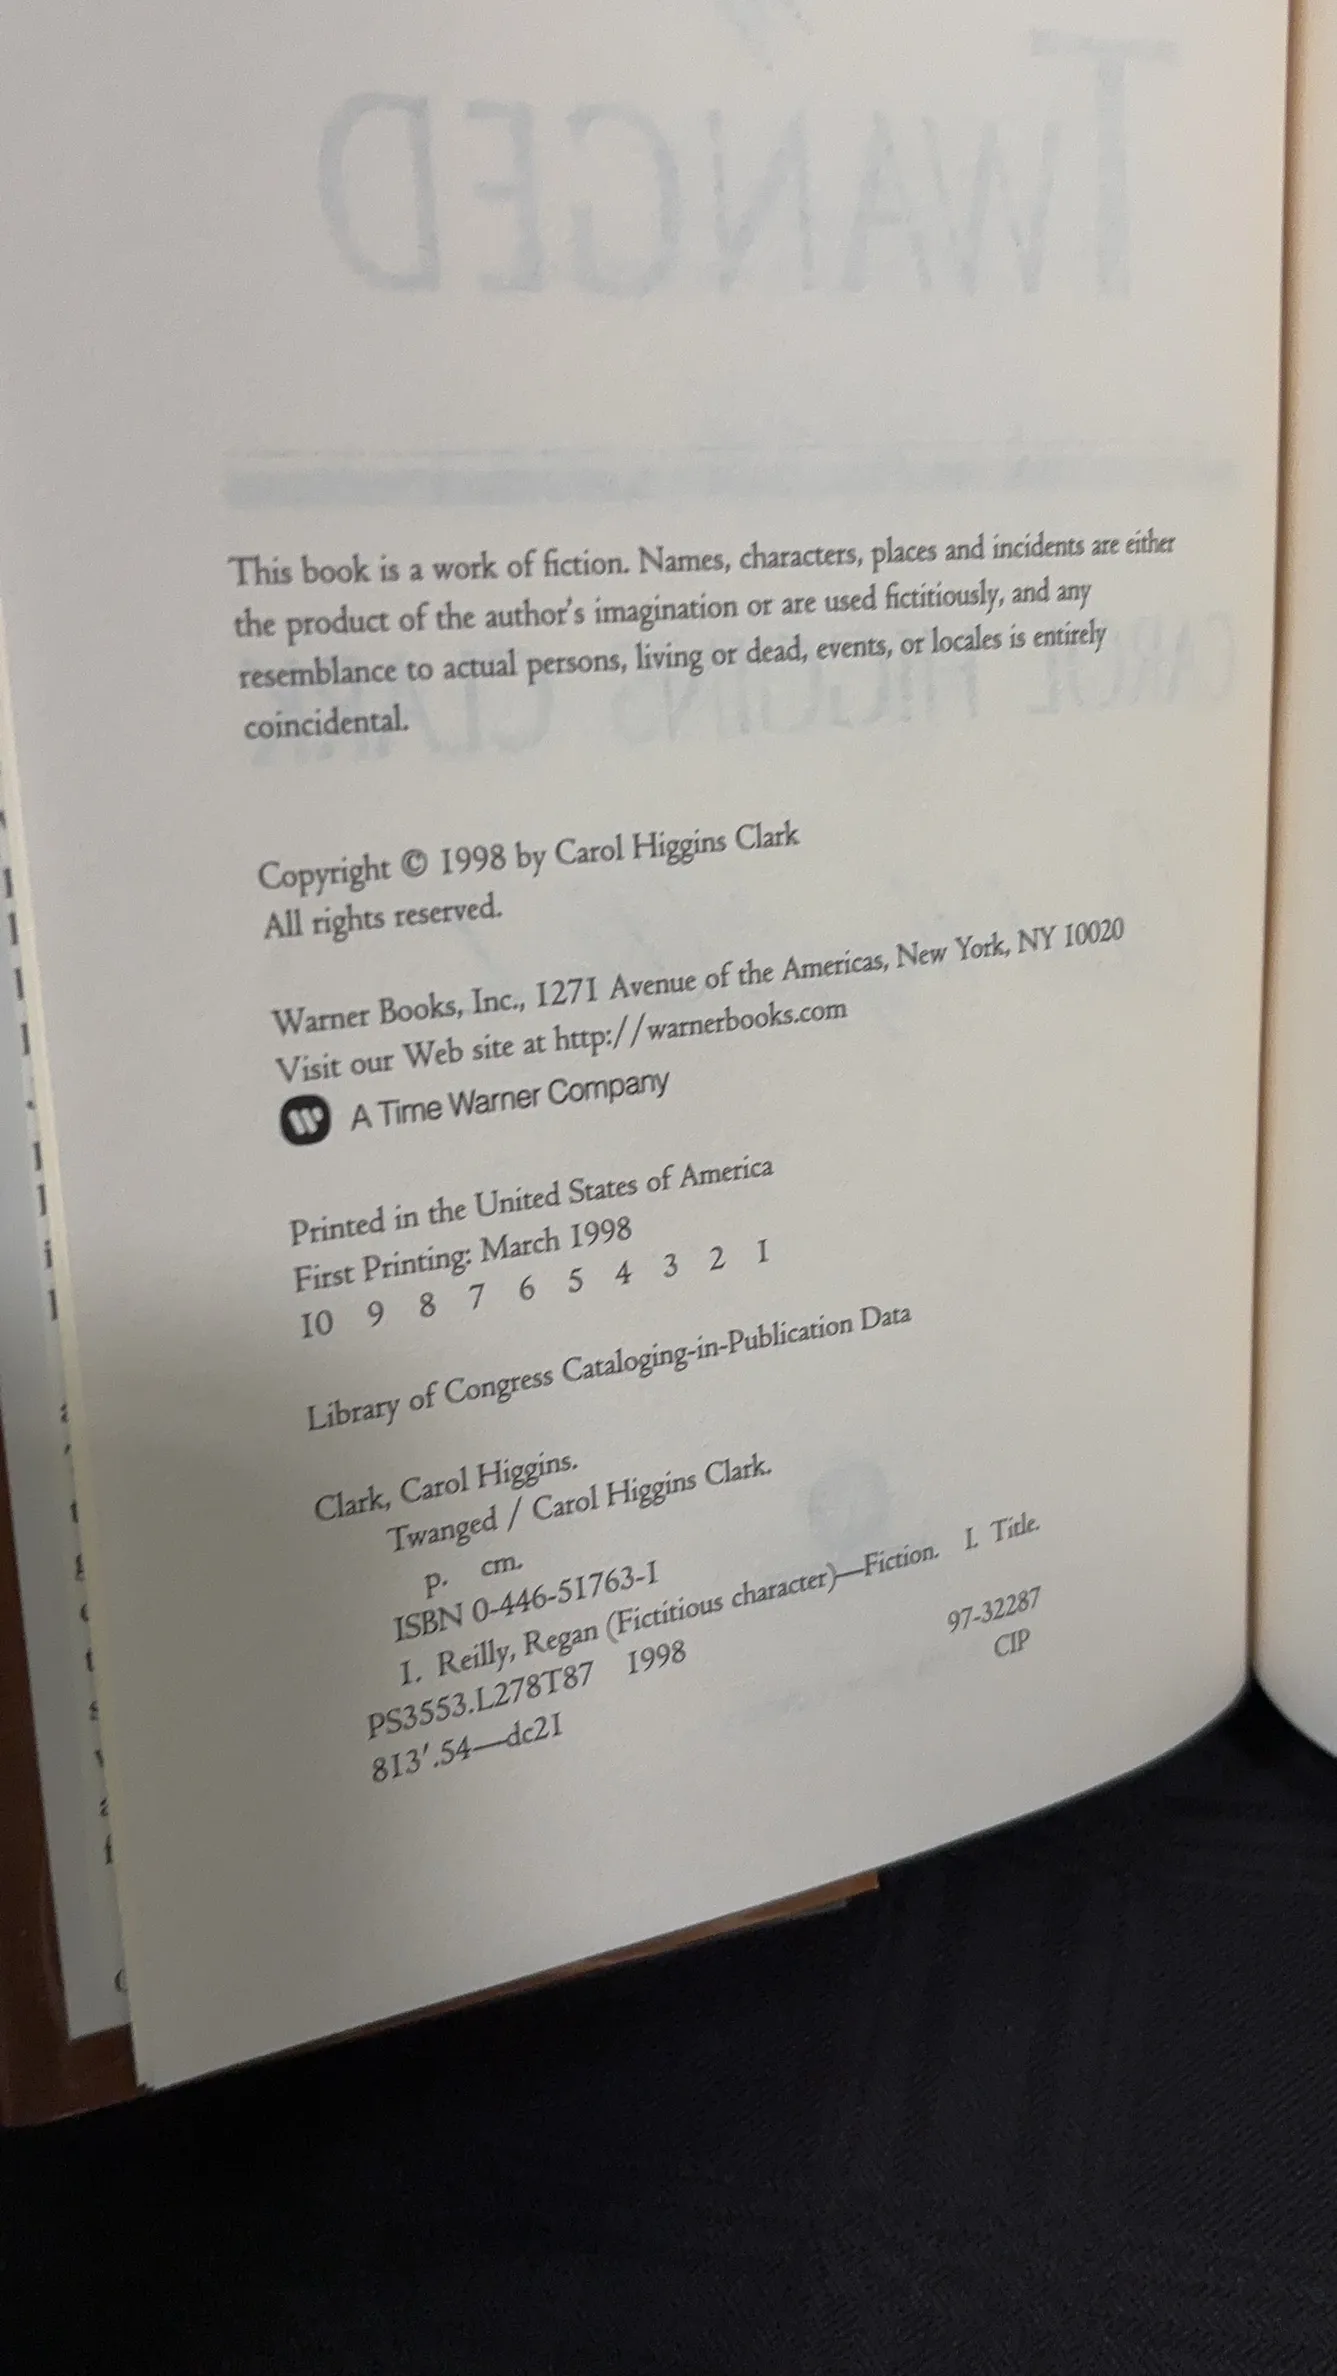 TWANGED
This book is a work of fiction. Names, characters, places and incidents are either
the product of the author's imagination or are used fictitiously, and any
resemblance to actual persons, living or dead, events, or locales is entirely
coincidental.
CAROL HIGGINS CLARK
Copyright © 1998 by Carol Higgins Clark
All rights reserved.
Warner Books, Inc., 1271 Avenue of the Americas, New York, NY 10020
Visit our Web site at http://warnerbooks.com
A Time Warner Company
Printed in the United States of America
First Printing: March 1998
10 9 8 7 6 5 4 3 2 1
Library of Congress Cataloging-in-Publication Data
Clark, Carol Higgins.
Twanged / Carol Higgins Clark.
p. cm.
ISBN 0-446-51763-1
1. Reilly, Regan (Fictitious character)—Fiction. I. Title.
PS3553.L278T87 1998 97-32287
813'.54—dc21 CIP